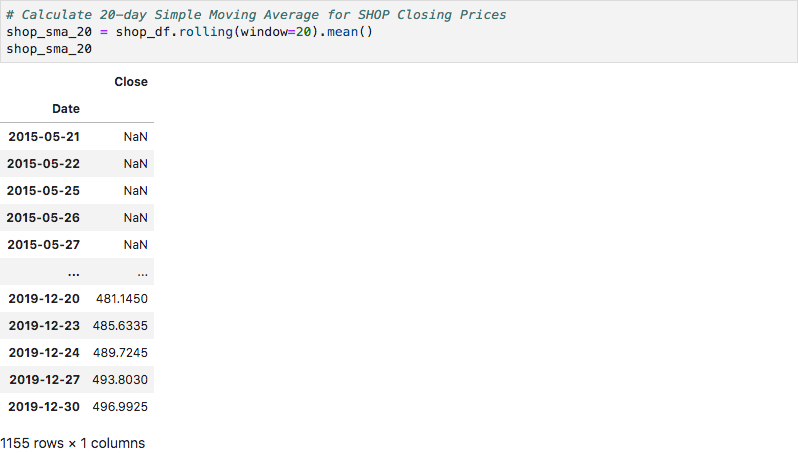 # Calculate 20-day Simple Moving Average for SHOP Closing Prices
shop_sma_20 = shop_df.rolling(window=20).mean()
shop_sma_20
Close
Date
2015-05-21 NaN
2015-05-22 NaN
2015-05-25 NaN
2015-05-26 NaN
2015-05-27 NaN
... ...
2019-12-20 481.1450
2019-12-23 485.6335
2019-12-24 489.7245
2019-12-27 493.8030
2019-12-30 496.9925
1155 rows × 1 columns